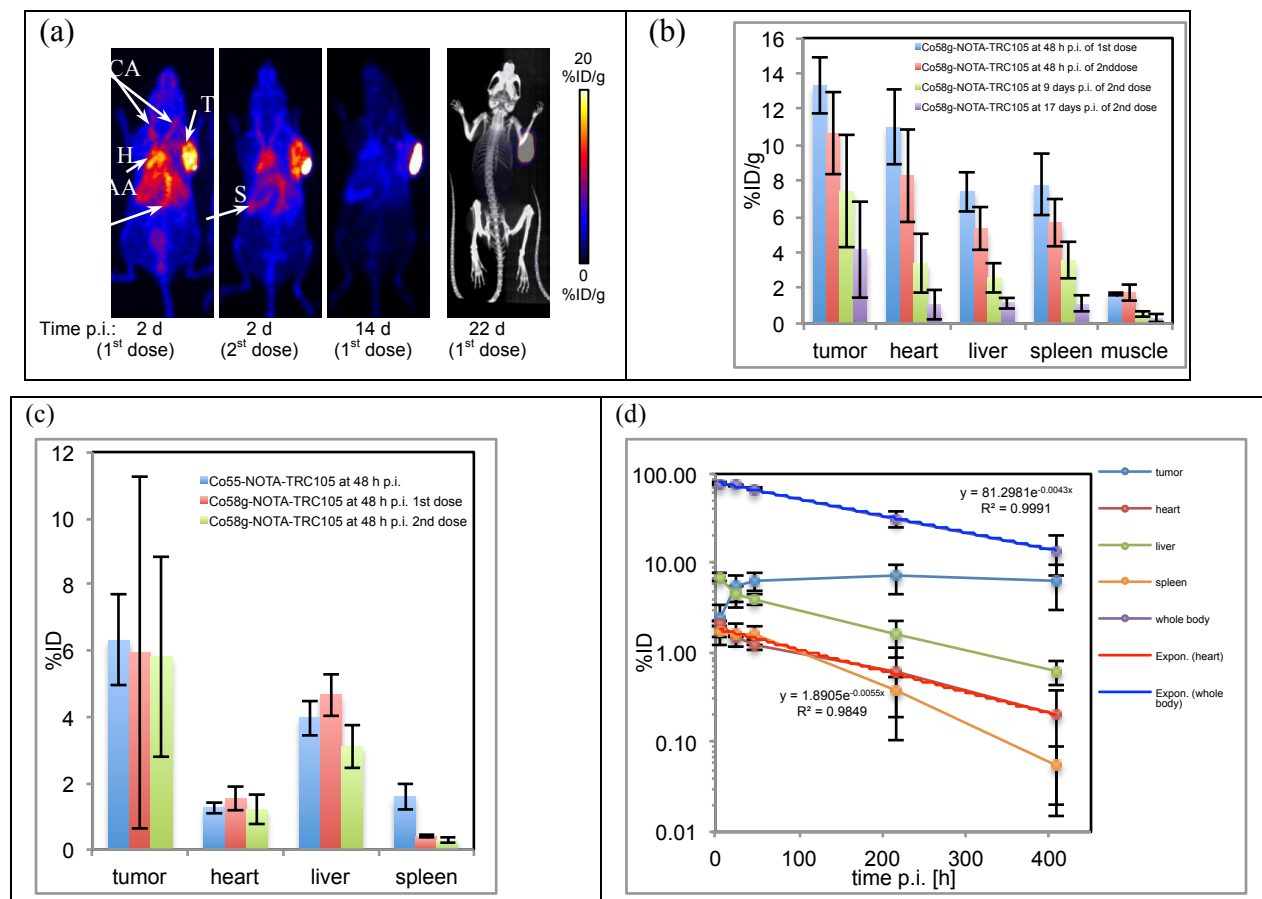 (a)
CA
T
H
AA
S
20
%ID/g
0
%ID/g
Time p.i.: 2 d 2 d 14 d 22 d
(1st dose) (2nd dose) (1st dose) (1st dose)
(b)
%ID/g
16
14
12
10
8
6
4
2
0
Co58g-NOTA-TRC105 at 48 h p.i. of 1st dose
Co58g-NOTA-TRC105 at 48 h p.i. of 2nddose
Co58g-NOTA-TRC105 at 9 days p.i. of 2nd dose
Co58g-NOTA-TRC105 at 17 days p.i. of 2nd dose
tumor heart liver spleen muscle
(c)
%ID
12
10
8
6
4
2
0
Co55-NOTA-TRC105 at 48 h p.i.
Co58g-NOTA-TRC105 at 48 h p.i. 1st dose
Co58g-NOTA-TRC105 at 48 h p.i. 2nd dose
tumor heart liver spleen
(d)
%ID
100.00
10.00
1.00
0.10
0.01
y = 81.2981e-0.0043x
R² = 0.9991
y = 1.8905e-0.0055x
R² = 0.9849
0 100 200 300 400
time p.i. [h]
tumor
heart
liver
spleen
whole body
Expon. (heart)
Expon. (whole
body)